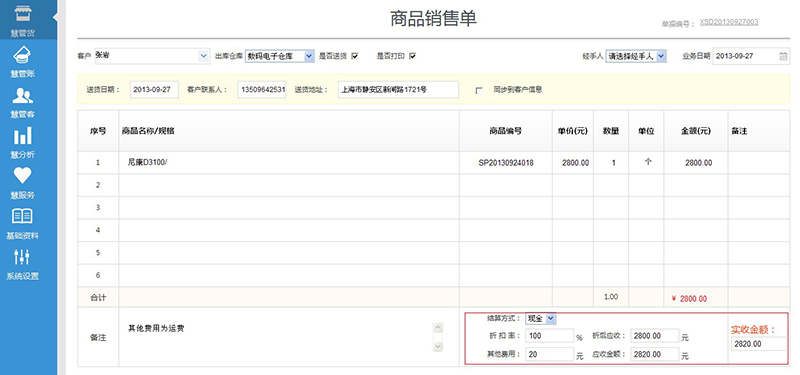 慧管货
慧管账
慧管客
慧分析
慧服务
基础资料
系统设置
商品销售单
单据编号： XSD20130927003
客户 张岩 出库仓库 数码电子仓库 是否送货 是否打印 经手人 请选择经手人 业务日期 2013-09-27
送货日期： 2013-09-27 客户联系人： 13509642531 送货地址： 上海市静安区新闸路1721号 同步到客户信息
序号 商品名称/规格 商品编号 单价(元) 数量 单位 金额(元) 备注
1 尼康D3100/ SP20130924018 2800.00 1 个 2800.00
2
3
4
5
6
合计 1.00 ¥ 2800.00
备注 其他费用为运费
结算方式： 现金
折 扣 率： 100 % 折后应收： 2800.00 元
其他费用： 20 元 应收金额： 2820.00 元
实收金额：
2820.00